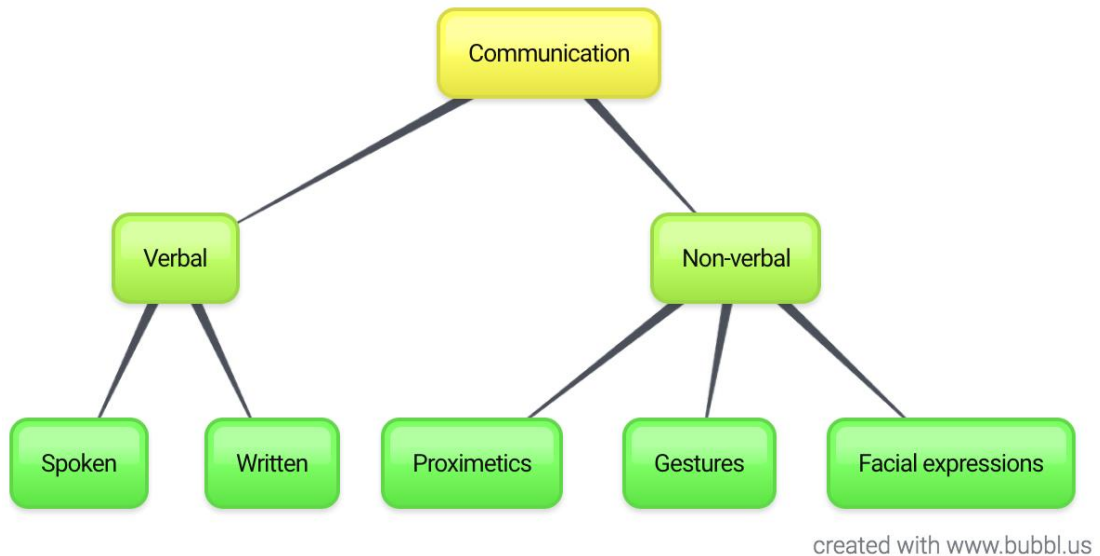 Communication
Verbal
Non-verbal
Spoken
Written
Proximetics
Gestures
Facial expressions
created with www.bubbl.us